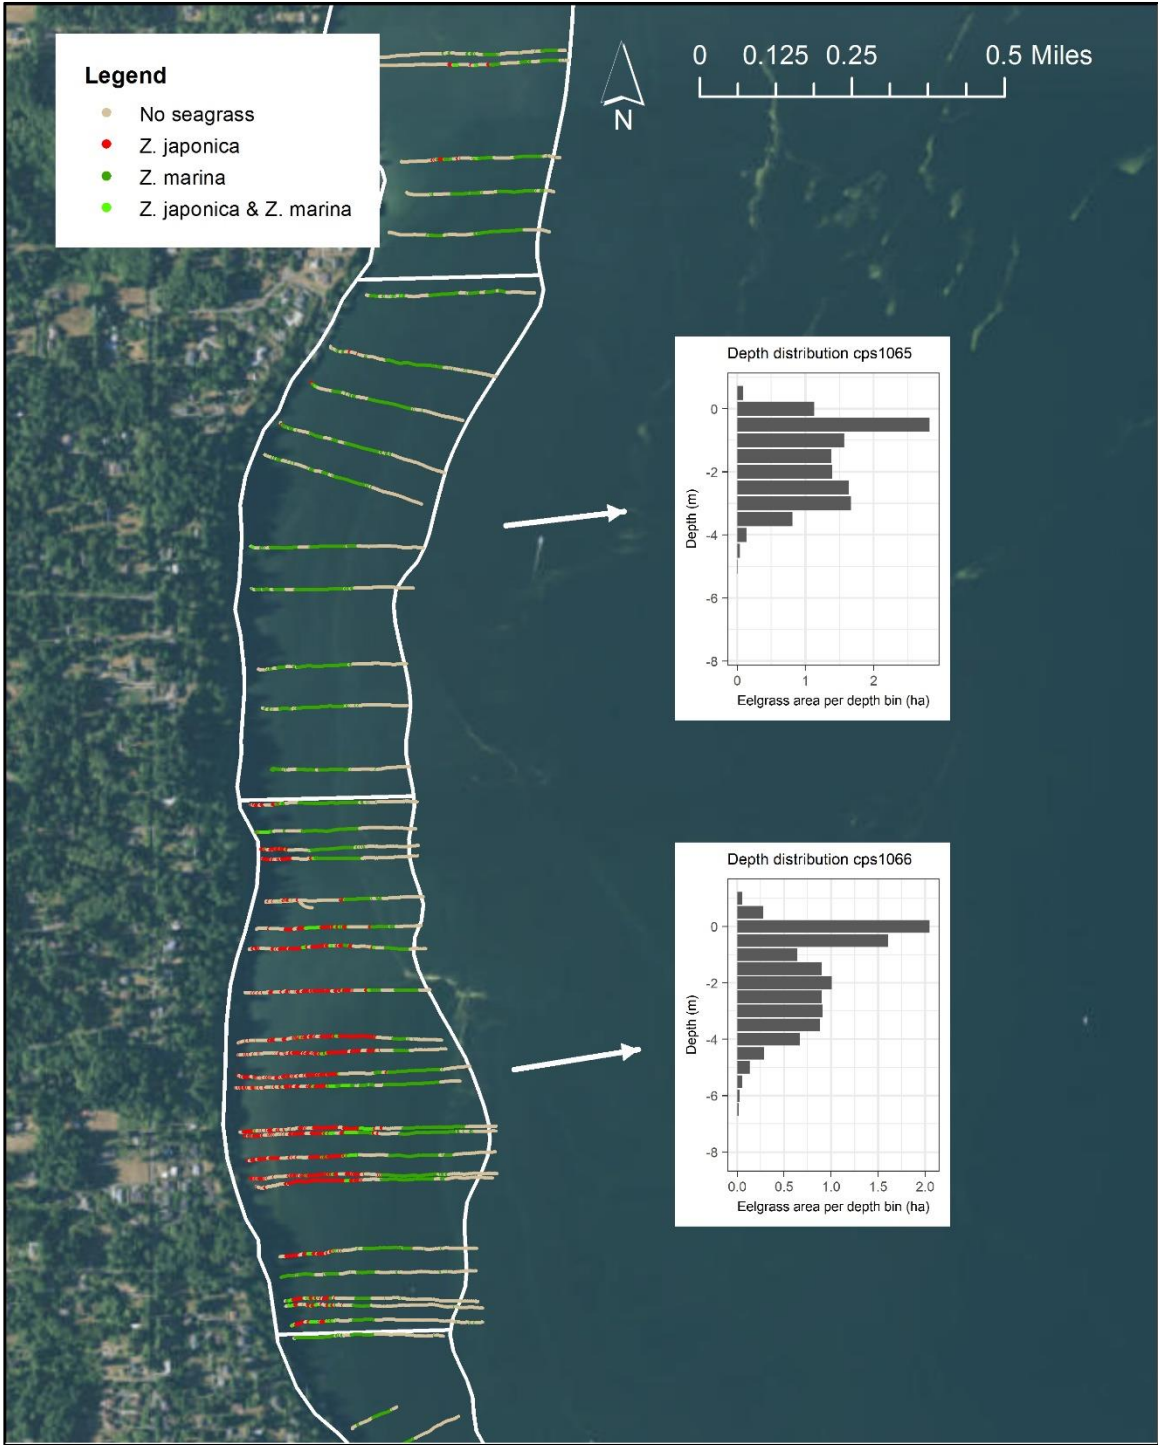 Legend
No seagrass
Z. japonica
Z. marina
Z. japonica & Z. marina
N
0 0.125 0.25 0.5 Miles
Depth distribution cps1065
Depth (m)
0
-2
-4
-6
-8
0 1 2
Eelgrass area per depth bin (ha)
Depth distribution cps1066
Depth (m)
0
-2
-4
-6
-8
0.0 0.5 1.0 1.5 2.0
Eelgrass area per depth bin (ha)